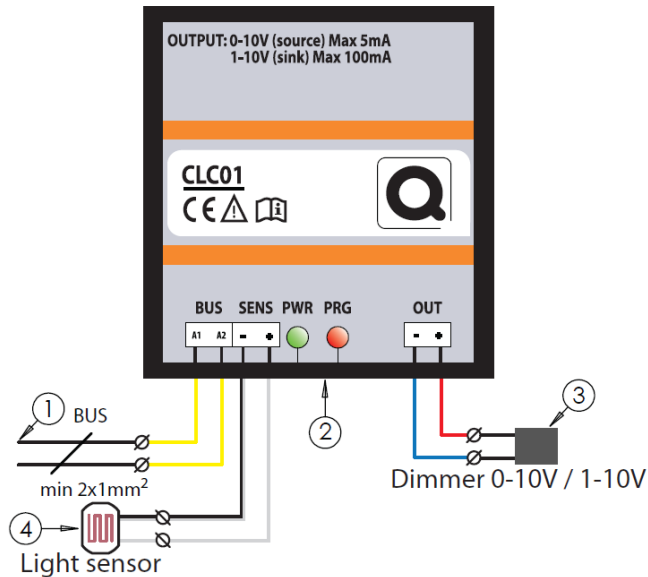 OUTPUT: 0-10V (source) Max 5mA
1-10V (sink) Max 100mA
CLC01
CE i
Q
BUS SENS PWR PRG OUT
A1 A2 - + - +
1 BUS
min 2x1mm²
2
3
Dimmer 0-10V / 1-10V
4
Light sensor